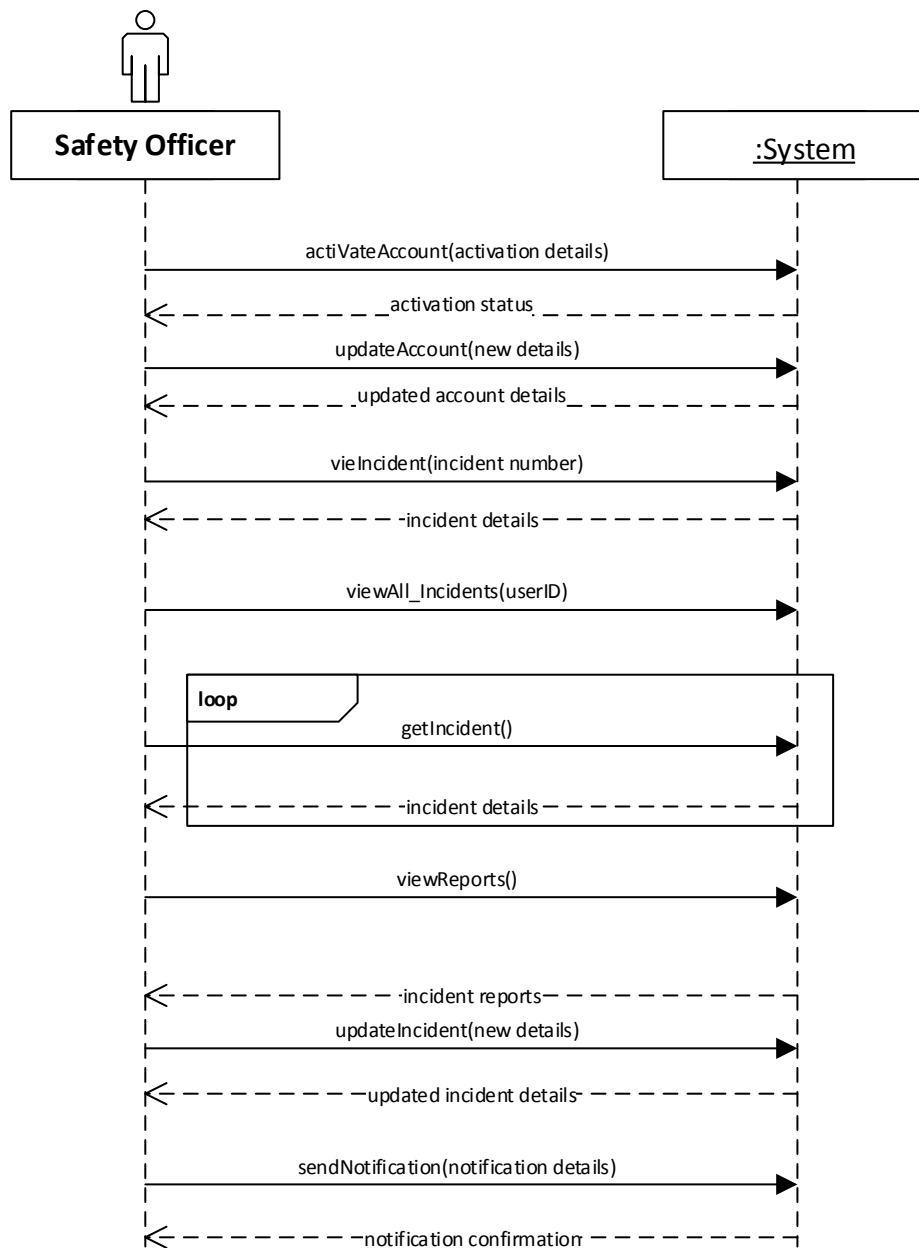 Safety Officer
:System
actiVateAccount(activation details)
activation status
updateAccount(new details)
updated account details
vieIncident(incident number)
incident details
viewAll_Incidents(userID)
loop
getIncident()
incident details
viewReports()
incident reports
updateIncident(new details)
updated incident details
sendNotification(notification details)
notification confirmation